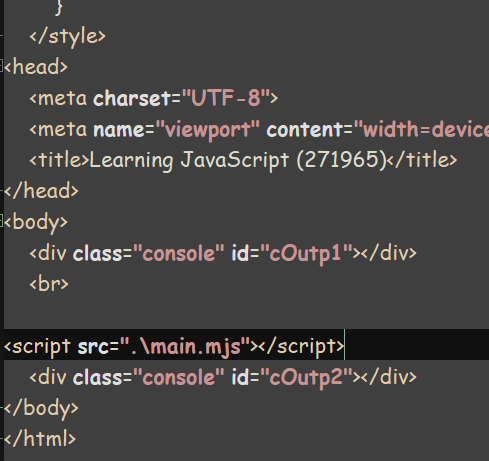 }
</style>
<head>
<meta charset="UTF-8">
<meta name="viewport" content="width=device
<title>Learning JavaScript (271965)</title>
</head>
<body>
<div class="console" id="cOutp1"></div>
<br>
<script src=".\main.mjs"></script>
<div class="console" id="cOutp2"></div>
</body>
</html>